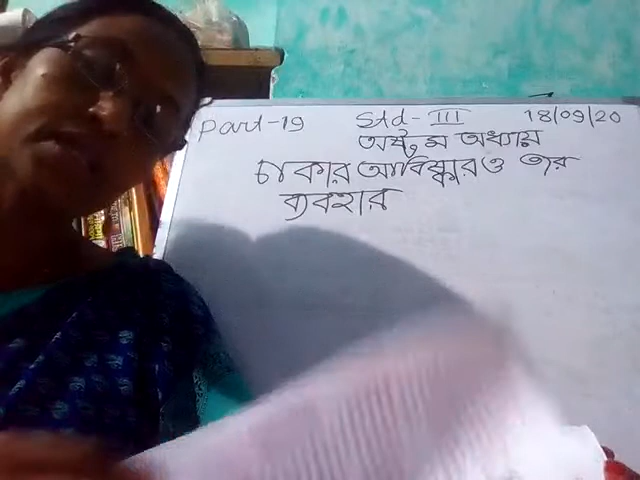 Part-19 Std- III 18/09/20
অষ্টম অধ্যায়
চাকার আবিষ্কার ও তার
ব্যবহার